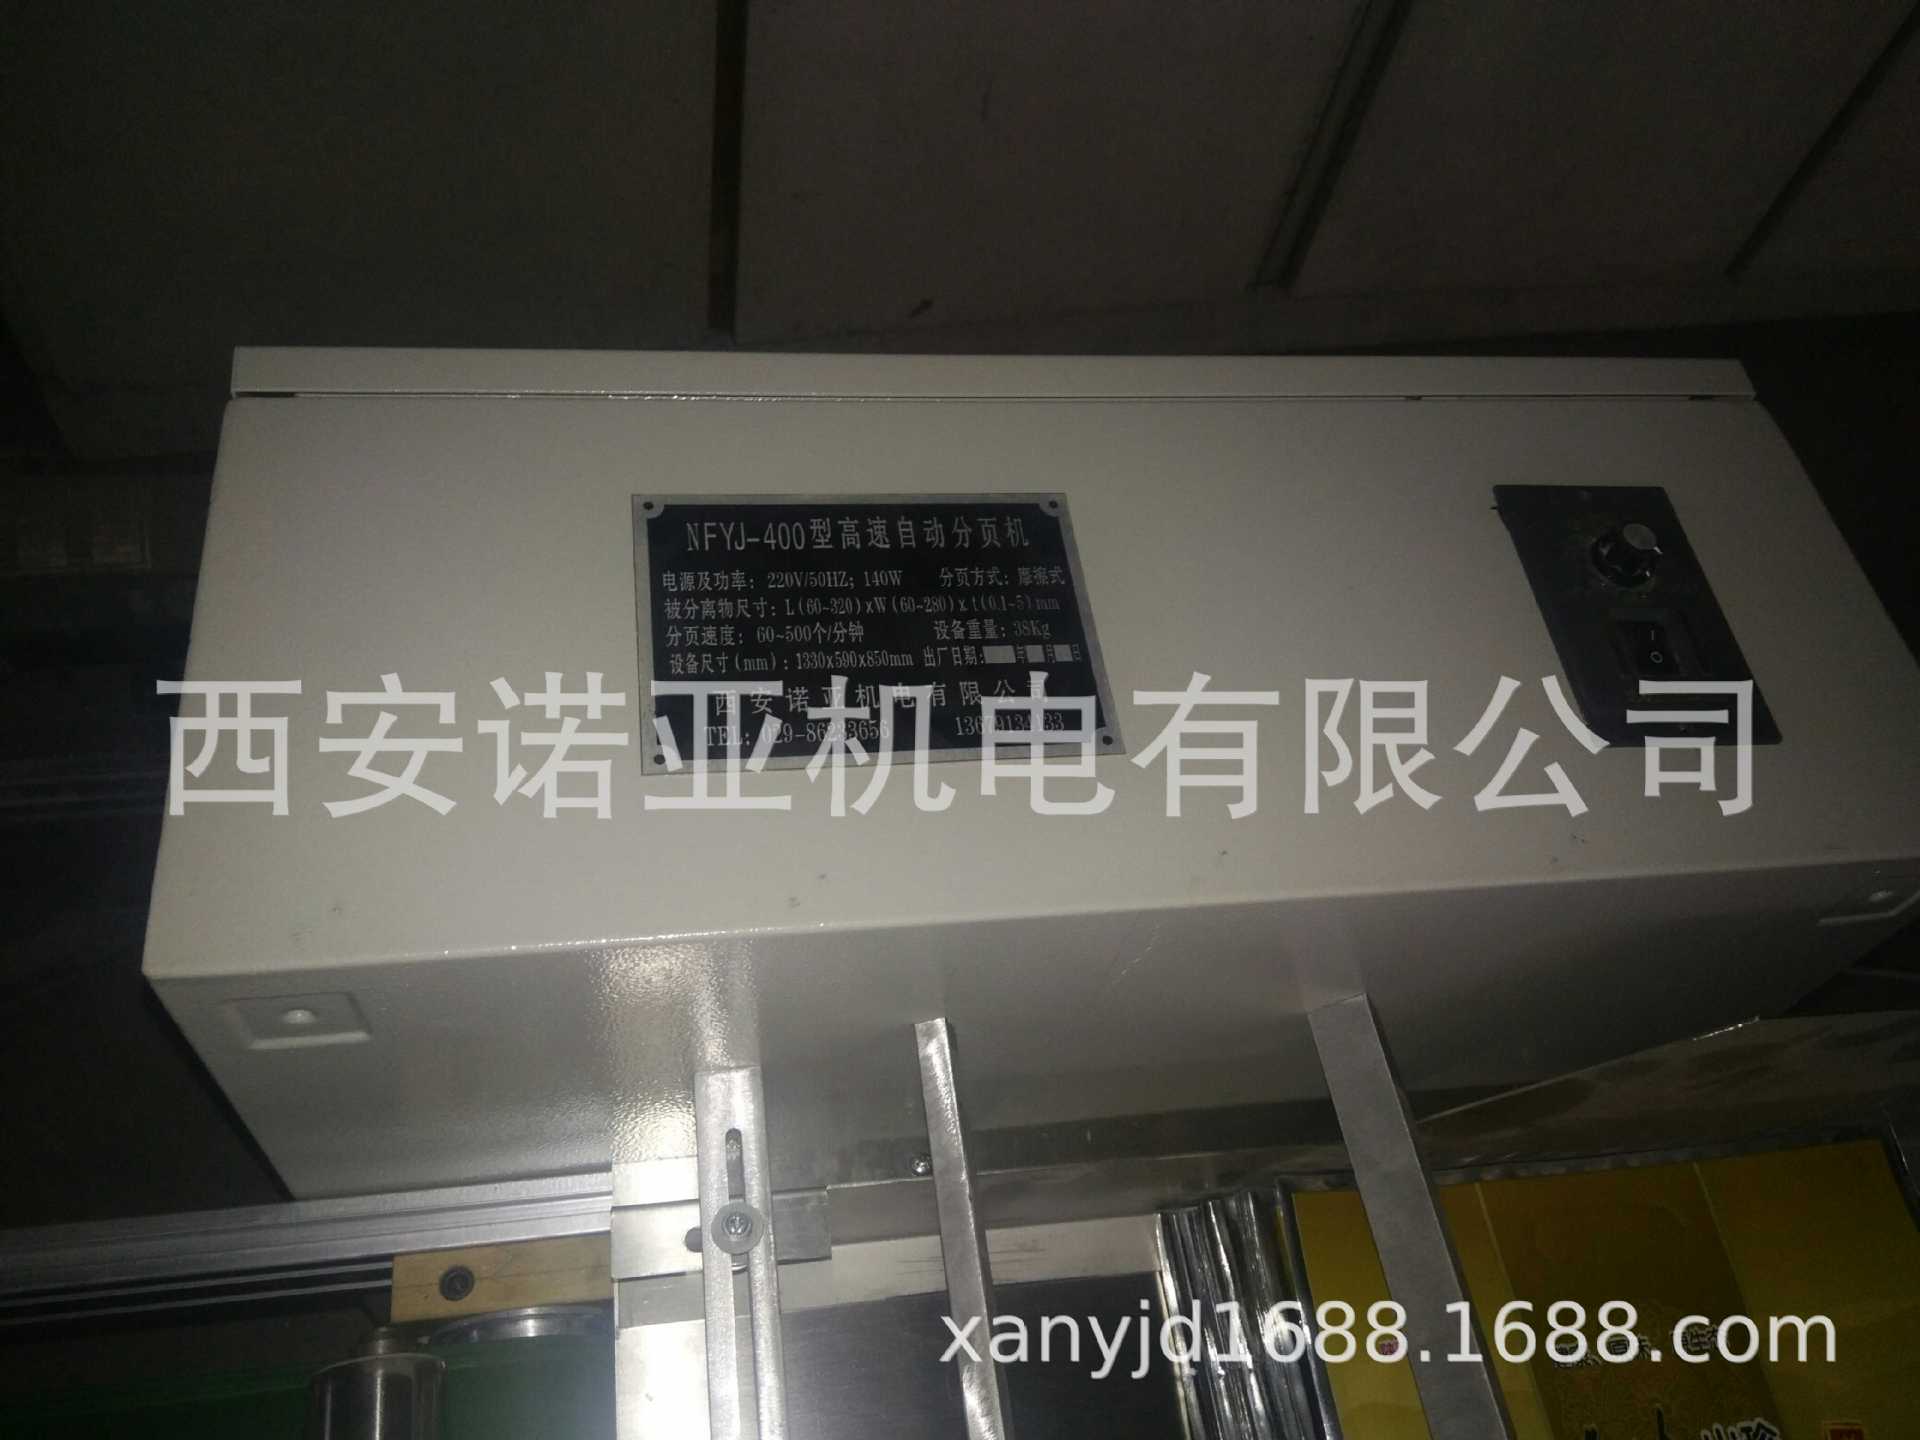 NFYJ-400型高速自动分页机
电源及功率：220V/50HZ；140W 分页方式：摩擦式
被分离物尺寸：L(60~320)xW(60~280)x t(0.1~5)mm
分页速度：60~500个/分钟 设备重量：38Kg
设备尺寸(mm)：1330x590x850mm 出厂日期： 年 月 日
西安诺亚机电有限公司
TEL：029-86233656
西安诺亚机电有限公司
I
O
xanyjd1688.1688.com